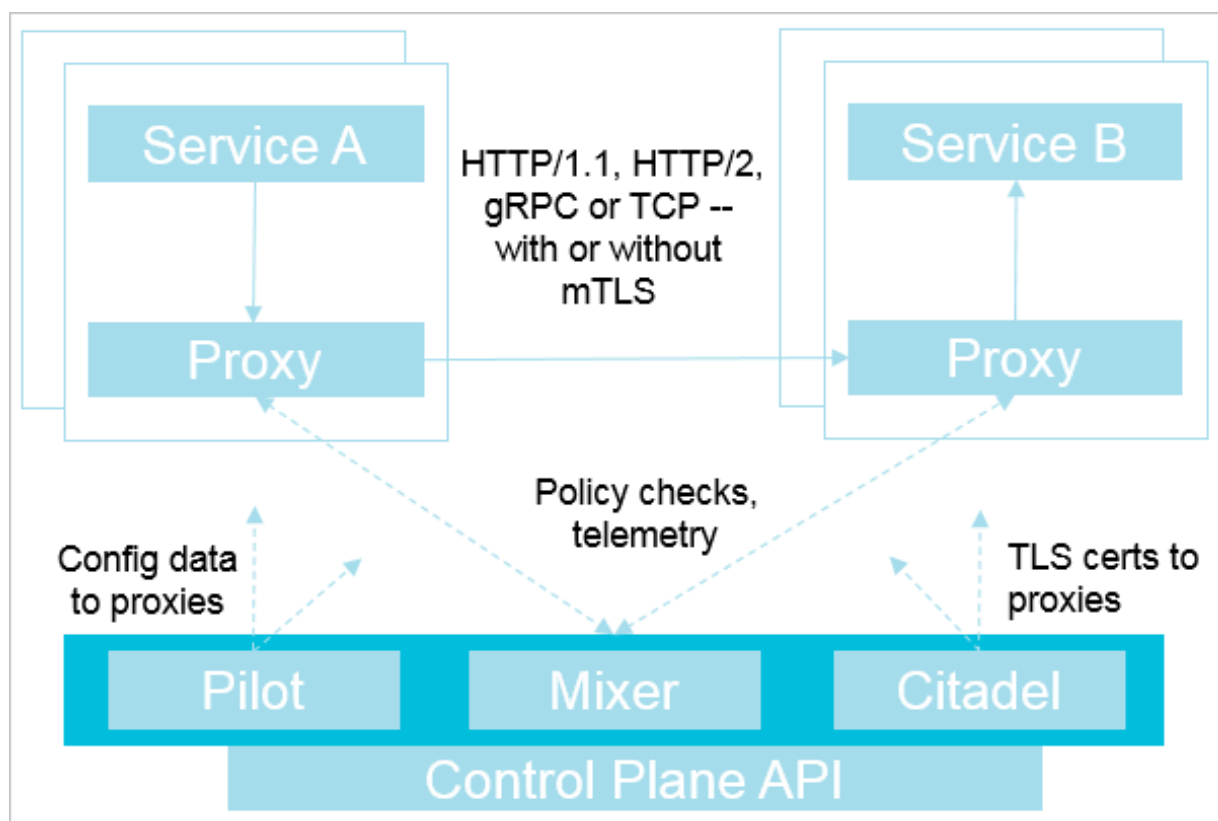 Service A
Service B
HTTP/1.1, HTTP/2,
gRPC or TCP --
with or without
mTLS
Proxy
Proxy
Policy checks,
telemetry
Config data
to proxies
TLS certs to
proxies
Pilot
Mixer
Citadel
Control Plane API